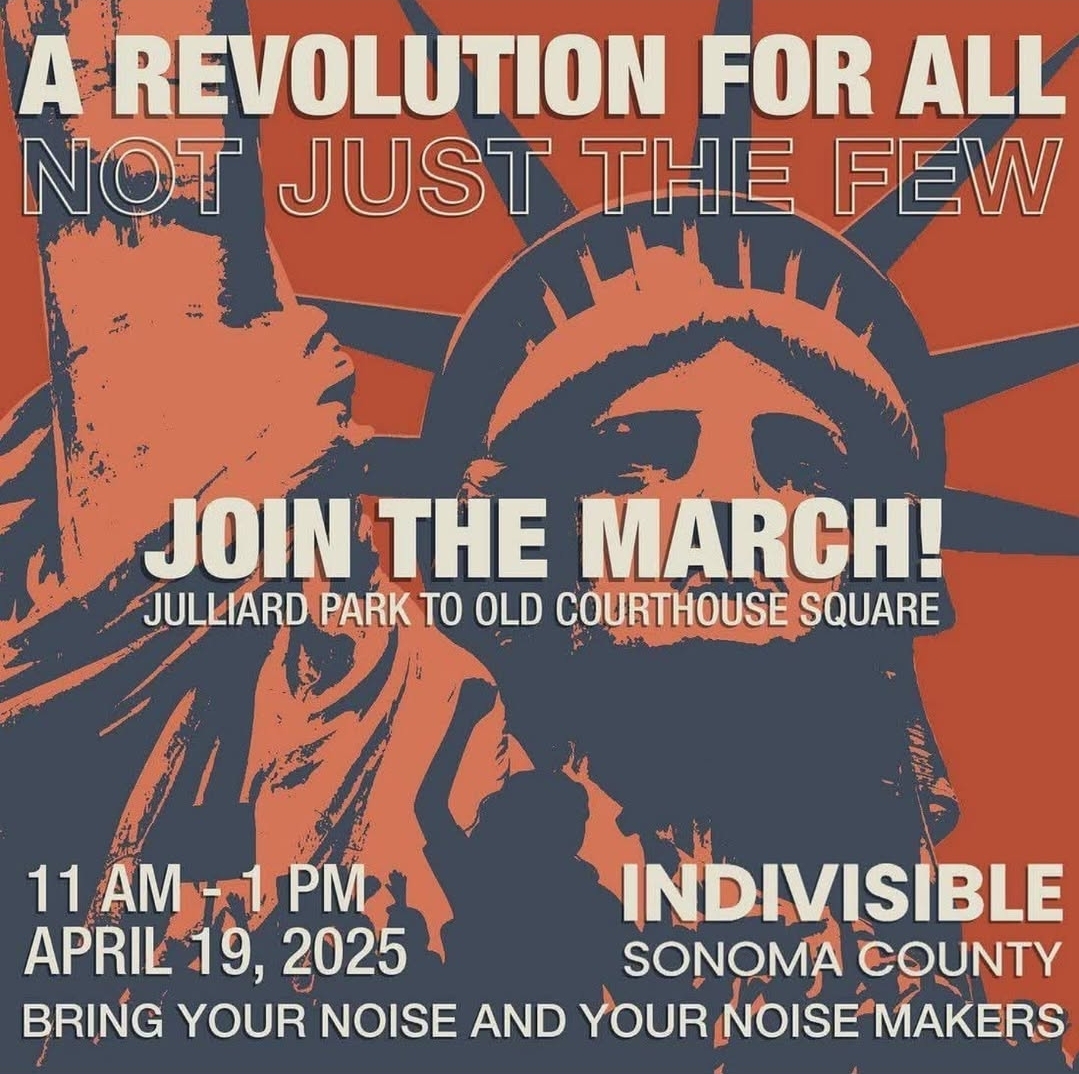 A REVOLUTION FOR ALL
NOT JUST THE FEW
JOIN THE MARCH!
JULLIARD PARK TO OLD COURTHOUSE SQUARE
11 AM - 1 PM
APRIL 19, 2025
INDIVISIBLE
SONOMA COUNTY
BRING YOUR NOISE AND YOUR NOISE MAKERS